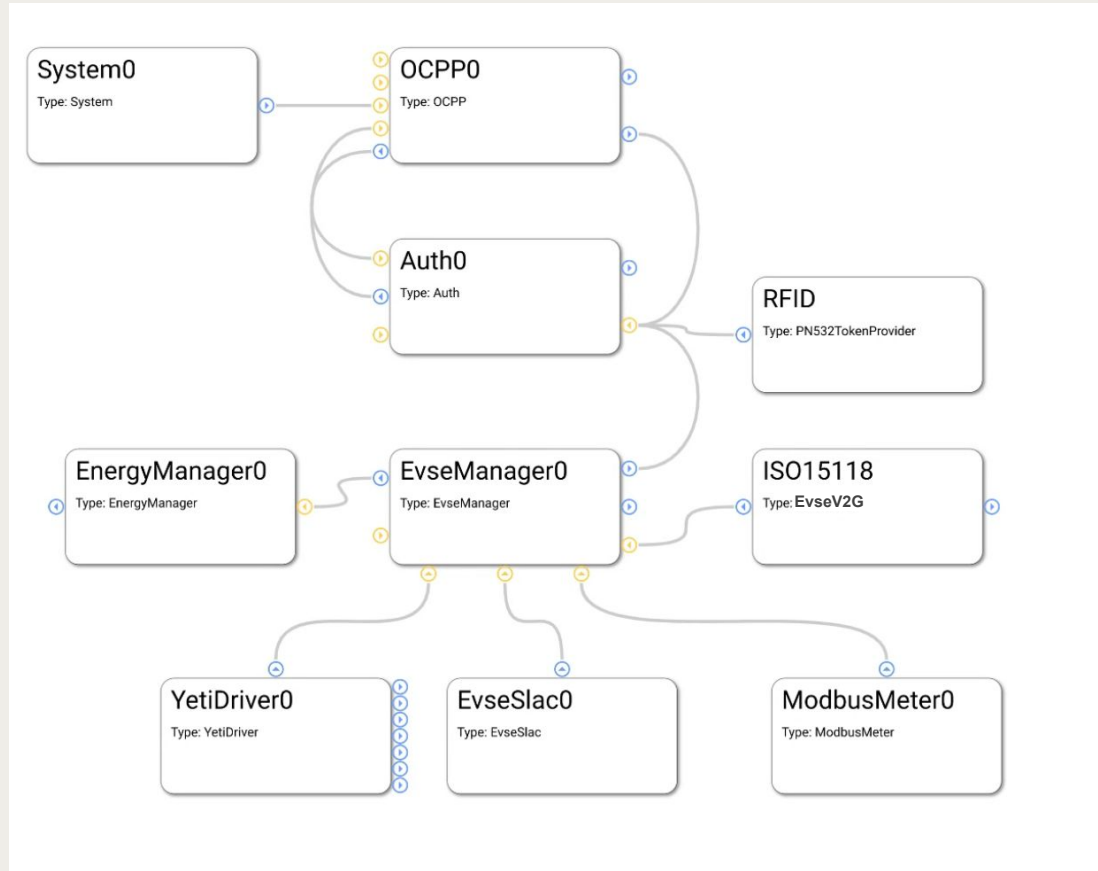 System0
Type: System
OCPP0
Type: OCPP
Auth0
Type: Auth
RFID
Type: PN532TokenProvider
EnergyManager0
Type: EnergyManager
EvseManager0
Type: EvseManager
ISO15118
Type: EvseV2G
YetiDriver0
Type: YetiDriver
EvseSlac0
Type: EvseSlac
ModbusMeter0
Type: ModbusMeter